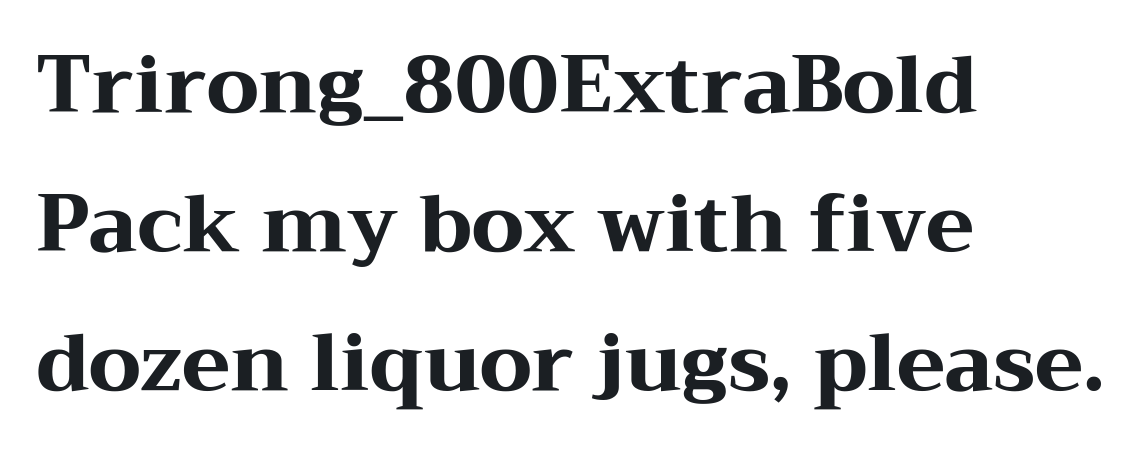 Trirong_800ExtraBold
Pack my box with five
dozen liquor jugs, please.